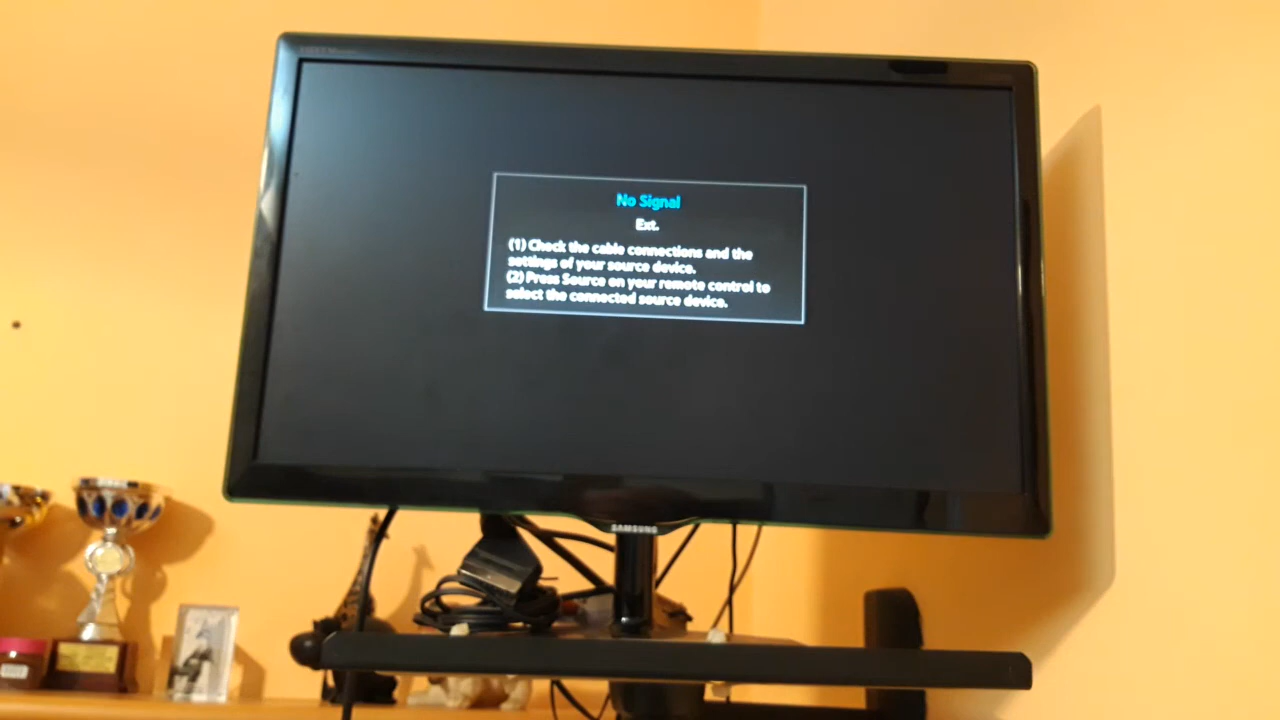 No Signal
Ext.
(1) Check the cable connections and the
settings of your source device.
(2) Press Source on your remote control to
select the connected source device.
SAMSUNG